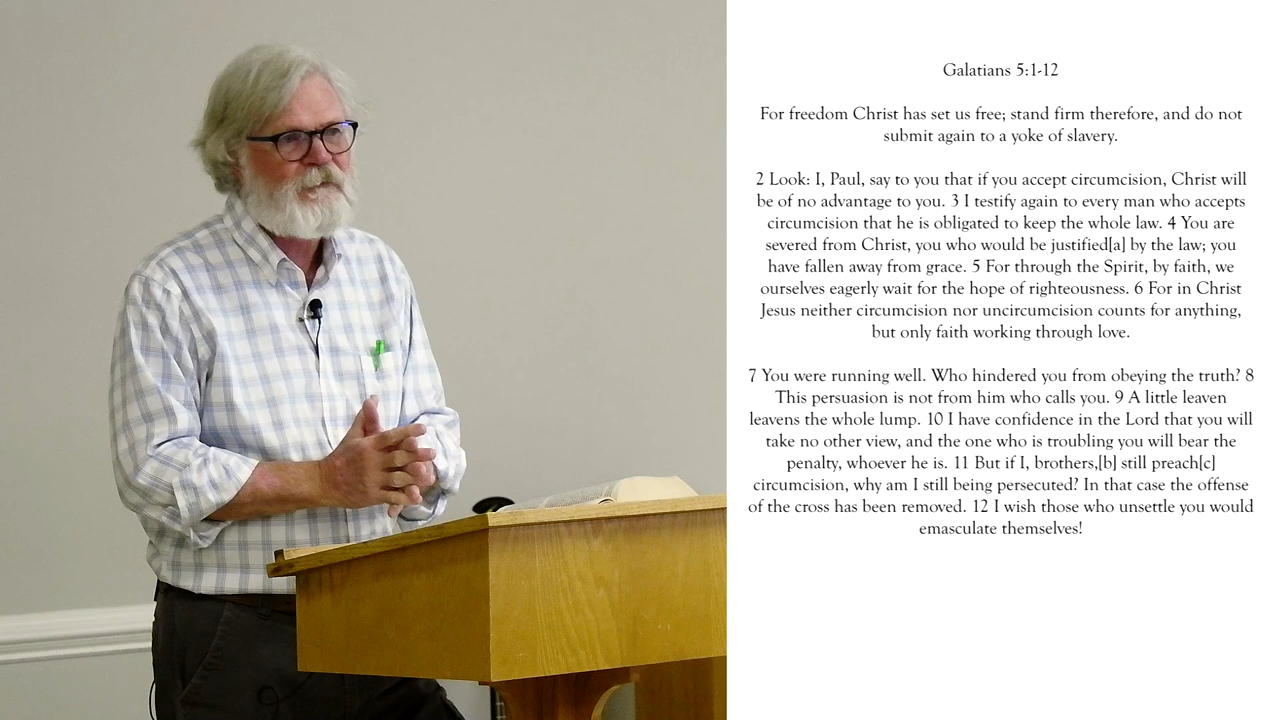 Galatians 5:1-12
For freedom Christ has set us free; stand firm therefore, and do not
submit again to a yoke of slavery.
2 Look: I, Paul, say to you that if you accept circumcision, Christ will
be of no advantage to you. 3 I testify again to every man who accepts
circumcision that he is obligated to keep the whole law. 4 You are
severed from Christ, you who would be justified[a] by the law; you
have fallen away from grace. 5 For through the Spirit, by faith, we
ourselves eagerly wait for the hope of righteousness. 6 For in Christ
Jesus neither circumcision nor uncircumcision counts for anything,
but only faith working through love.
7 You were running well. Who hindered you from obeying the truth? 8
This persuasion is not from him who calls you. 9 A little leaven
leavens the whole lump. 10 I have confidence in the Lord that you will
take no other view, and the one who is troubling you will bear the
penalty, whoever he is. 11 But if I, brothers,[b] still preach[c]
circumcision, why am I still being persecuted? In that case the offense
of the cross has been removed. 12 I wish those who unsettle you would
emasculate themselves!